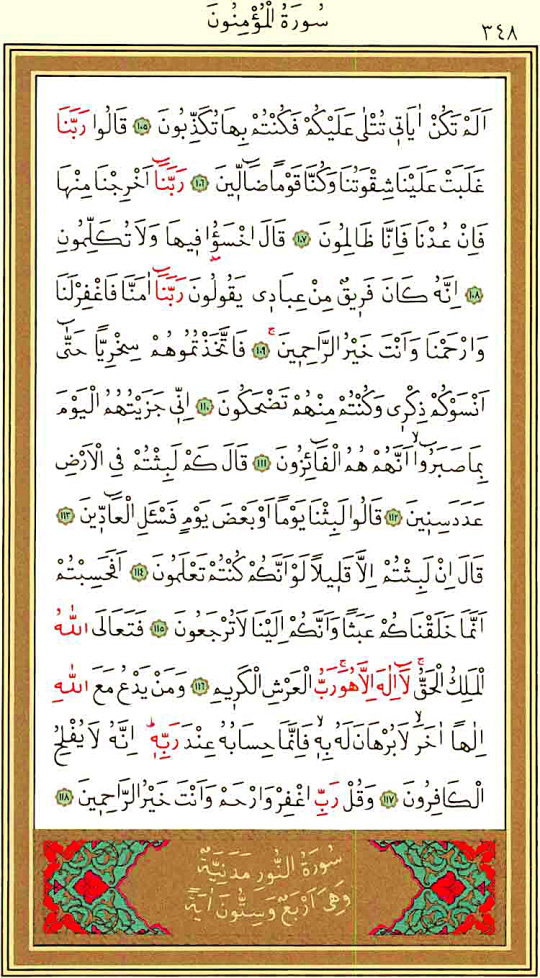 سُورَةُ الْمُؤْمِنُونَ
٣٤٨
اَلَمْ تَكُنْ اٰيَات۪ي تُتْلٰى عَلَيْكُمْ فَكُنْتُمْ بِهَا تُكَذِّبُونَ ١٠٥ قَالُوا رَبَّنَا
غَلَبَتْ عَلَيْنَا شِقْوَتُنَا وَكُنَّا قَوْمًا ضَٓالّ۪ينَ ١٠٦ رَبَّنَٓا اَخْرِجْنَا مِنْهَا
فَاِنْ عُدْنَا فَاِنَّا ظَالِمُونَ ١٠٧ قَالَ اخْسَؤُ۫ا ف۪يهَا وَلَا تُكَلِّمُونِ
١٠٨ اِنَّهُ كَانَ فَر۪يقٌ مِنْ عِبَاد۪ي يَقُولُونَ رَبَّنَٓا اٰمَنَّا فَاغْفِرْ لَنَا
وَارْحَمْنَا وَاَنْتَ خَيْرُ الرَّاحِم۪ينَۚ ١٠٩ فَاتَّخَذْتُمُوهُمْ سِخْرِيًّا حَتّٰٓى
اَنْسَوْكُمْ ذِكْر۪ي وَكُنْتُمْ مِنْهُمْ تَضْحَكُونَ ١١٠ اِنّ۪ي جَزَيْتُهُمُ الْيَوْمَ
بِمَا صَبَرُٓواۙ اَنَّهُمْ هُمُ الْفَٓائِزُونَ ١١١ قَالَ كَمْ لَبِثْتُمْ فِي الْاَرْضِ
عَدَدَ سِن۪ينَ ١١٢ قَالُوا لَبِثْنَا يَوْمًا اَوْ بَعْضَ يَوْمٍ فَسْـَٔلِ الْعَٓادّ۪ينَ ١١٣
قَالَ اِنْ لَبِثْتُمْ اِلَّا قَل۪يلًا لَوْ اَنَّكُمْ كُنْتُمْ تَعْلَمُونَ ١١٤ اَفَحَسِبْتُمْ
اَنَّمَا خَلَقْنَاكُمْ عَبَثًا وَاَنَّكُمْ اِلَيْنَا لَا تُرْجَعُونَ ١١٥ فَتَعَالَى اللّٰهُ
الْمَلِكُ الْحَقُّۚ لَٓا اِلٰهَ اِلَّا هُوَۚ رَبُّ الْعَرْشِ الْكَر۪يمِ ١١٦ وَمَنْ يَدْعُ مَعَ اللّٰهِ
اِلٰهًا اٰخَرَۙ لَا بُرْهَانَ لَهُ بِه۪ۙ فَاِنَّمَا حِسَابُهُ عِنْدَ رَبِّه۪ۜ اِنَّهُ لَا يُفْلِحُ
الْكَافِرُونَ ١١٧ وَقُلْ رَبِّ اغْفِرْ وَارْحَمْ وَاَنْتَ خَيْرُ الرَّاحِم۪ينَ ١١٨
سُورَةُ النُّورِ مَدَنِيَّةٌ
وَهِيَ اَرْبَعٌ وَسِتُّونَ اٰيَةً